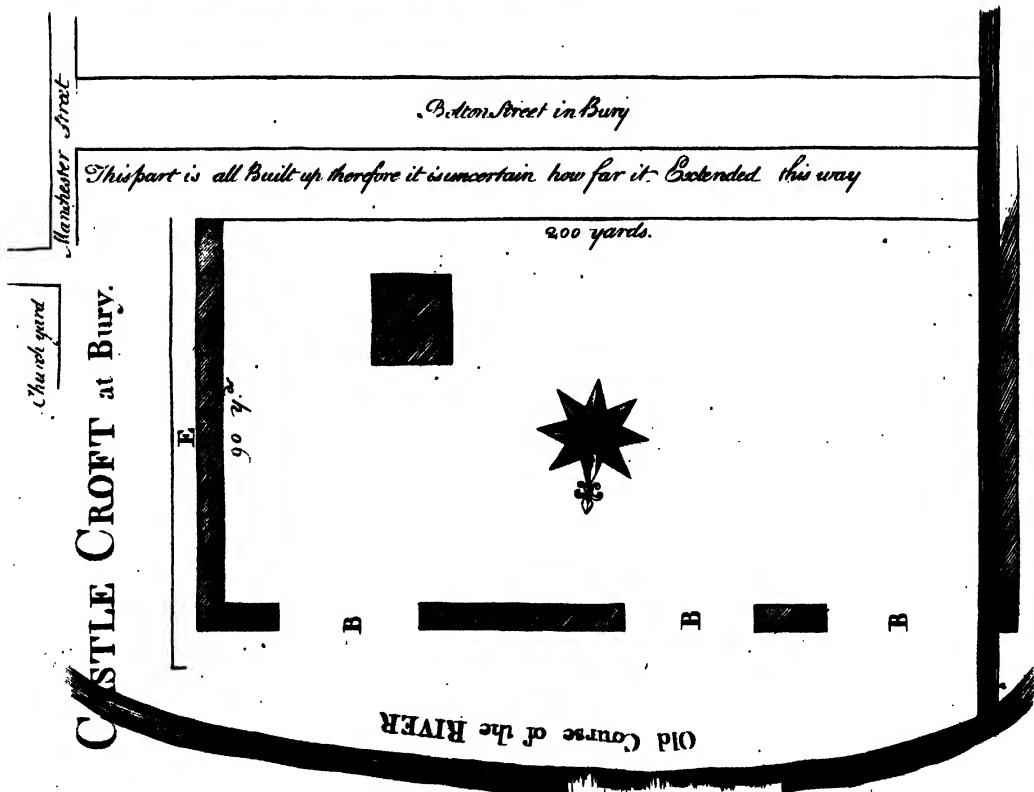 Manchester Street
Bolton Street in Bury
This part is all Built up therefore it is uncertain how far it Extended this way
200 yards.
Church yard
CASTLE CROFT at Bury.
E
90 Y.ds
B
B
B
Old Course of the RIVER